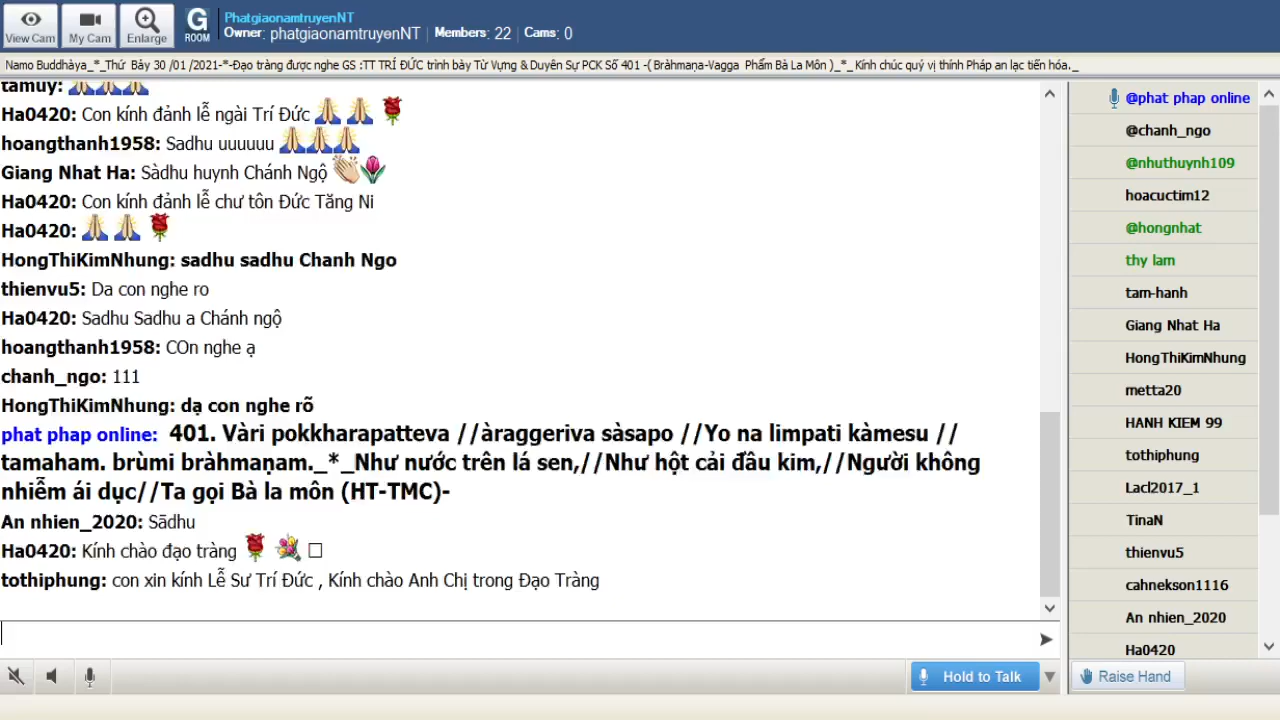 View Cam
My Cam
Enlarge
G
ROOM
PhatgiaonamtruyenNT
Owner: phatgiaonamtruyenNT | Members: 22 | Cams: 0
Namo Buddhàya_*_Thứ Bảy 30 /01 /2021-*-Đạo tràng được nghe GS :TT TRÍ ĐỨC trình bày Từ Vựng & Duyên Sự PCK Số 401 -( Bràhmaṇa-Vagga Phẩm Bà La Môn )_*_ Kính chúc quý vị thính Pháp an lạc tiến hóa._
tamuy: 🙏🙏🙏
Ha0420: Con kính đảnh lễ ngài Trí Đức 🙏 🙏 🌹
hoangthanh1958: Sadhu uuuuuu 🙏🙏🙏
Giang Nhat Ha: Sàdhu huynh Chánh Ngộ 👏🌷
Ha0420: Con kính đảnh lễ chư tôn Đức Tăng Ni
Ha0420: 🙏 🙏 🌹
HongThiKimNhung: sadhu sadhu Chanh Ngo
thienvu5: Da con nghe ro
Ha0420: Sadhu Sadhu a Chánh ngộ
hoangthanh1958: COn nghe ạ
chanh_ngo: 111
HongThiKimNhung: dạ con nghe rõ
phat phap online: 401. Vàri pokkharapatteva //àraggeriva sàsapo //Yo na limpati kàmesu //
tamaham. brùmi bràhmaṇam._*_Như nước trên lá sen,//Như hột cải đầu kim,//Người không
nhiễm ái dục//Ta gọi Bà la môn (HT-TMC)-
An nhien_2020: Sādhu
Ha0420: Kính chào đạo tràng 🌹 💐 □
tothiphung: con xin kính Lễ Sư Trí Đức , Kính chào Anh Chị trong Đạo Tràng
Hold to Talk
@phat phap online
@chanh_ngo
@nhuthuynh109
hoacuctim12
@hongnhat
thy lam
tam-hanh
Giang Nhat Ha
HongThiKimNhung
metta20
HANH KIEM 99
tothiphung
Lacl2017_1
TinaN
thienvu5
cahnekson1116
An nhien_2020
Ha0420
Raise Hand